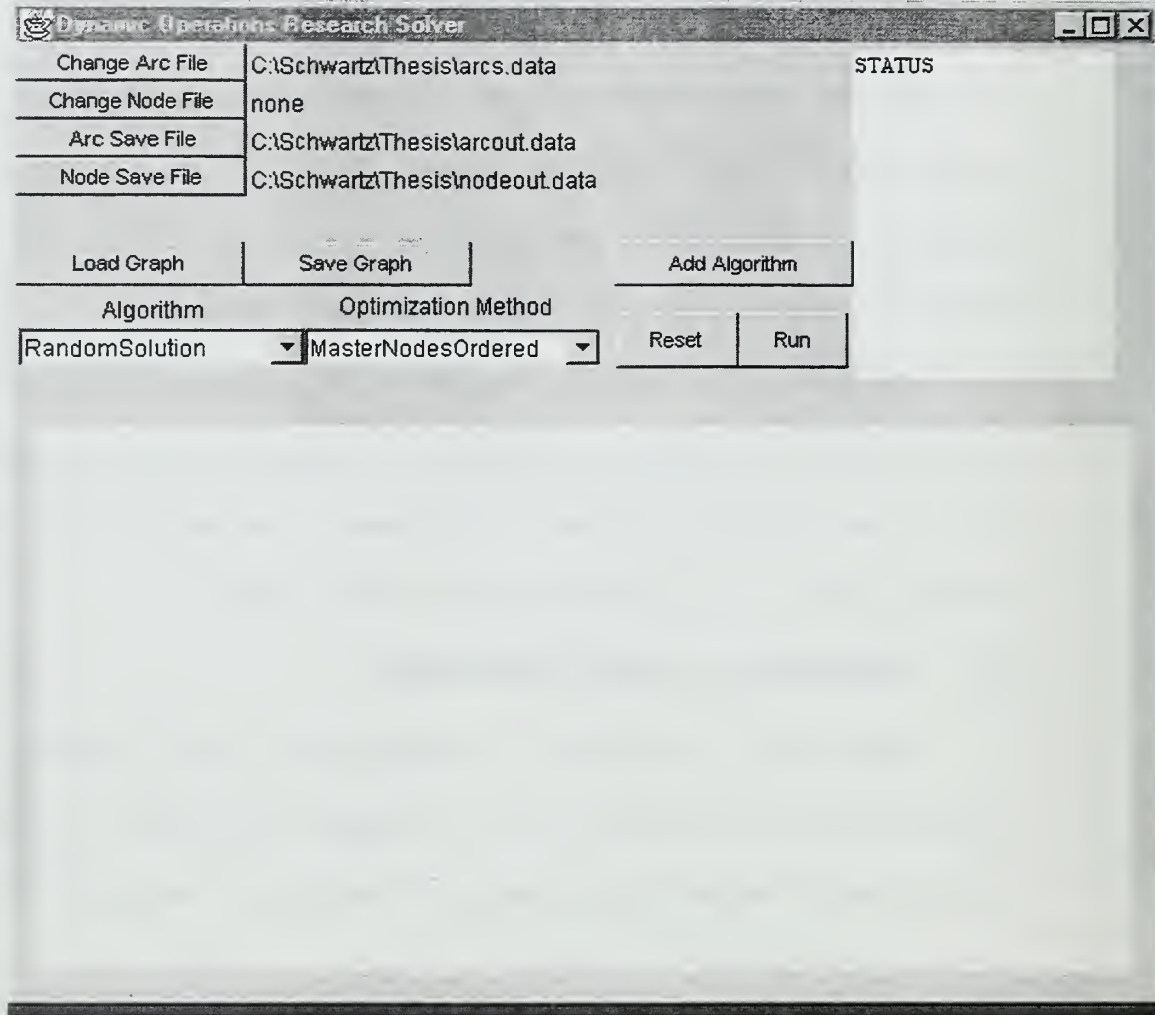 Dynamic Operations Research Solver
Change Arc File C:\Schwartz\Thesis\arcs.data STATUS
Change Node File none
Arc Save File C:\Schwartz\Thesis\arcout.data
Node Save File C:\Schwartz\Thesis\nodeout.data
Load Graph Save Graph Add Algorithm
Algorithm Optimization Method
RandomSolution MasterNodesOrdered Reset Run